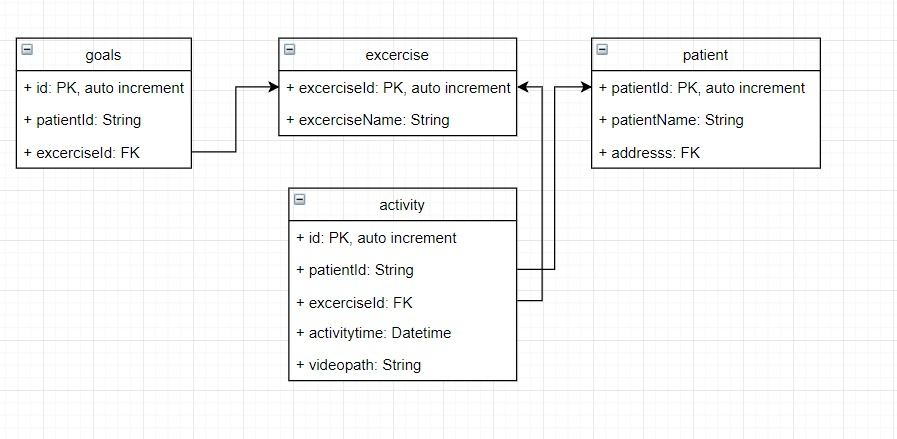 goals
+ id: PK, auto increment
+ patientId: String
+ excerciseId: FK
excercise
+ excerciseId: PK, auto increment
+ excerciseName: String
patient
+ patientId: PK, auto increment
+ patientName: String
+ addresss: FK
activity
+ id: PK, auto increment
+ patientId: String
+ excerciseId: FK
+ activitytime: Datetime
+ videopath: String